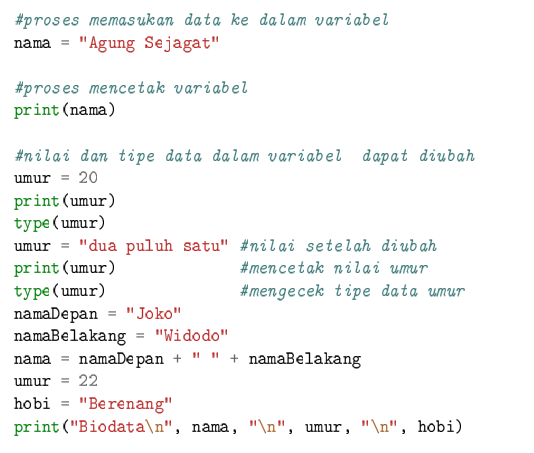 #proses memasukan data ke dalam variabel
nama = "Agung Sejagat"
#proses mencetak variabel
print(nama)
#nilai dan tipe data dalam variabel  dapat diubah
umur = 20
print(umur)
type(umur)
umur = "dua puluh satu" #nilai setelah diubah
print(umur)             #mencetak nilai umur
type(umur)              #mengecek tipe data umur
namaDepan = "Joko"
namaBelakang = "Widodo"
nama = namaDepan + " " + namaBelakang
umur = 22
hobi = "Berenang"
print("Biodata\n", nama, "\n", umur, "\n", hobi)